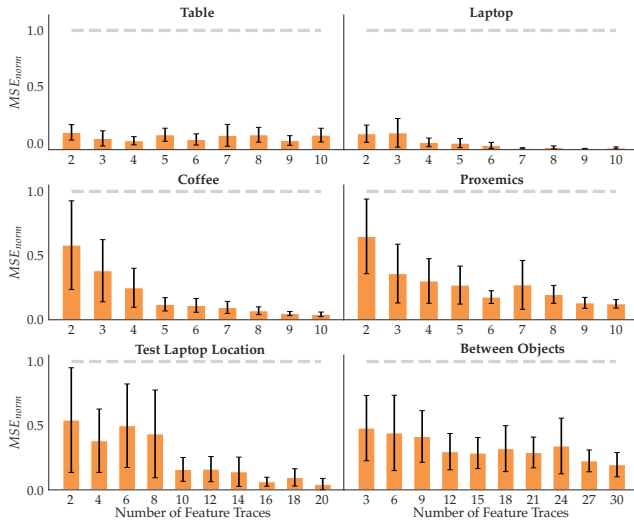 Table
Laptop
MSEnorm
1.0
0.5
0.0
2 3 4 5 6 7 8 9 10
2 3 4 5 6 7 8 9 10
Coffee
Proxemics
MSEnorm
1.0
0.5
0.0
2 3 4 5 6 7 8 9 10
2 3 4 5 6 7 8 9 10
Test Laptop Location
Between Objects
MSEnorm
1.0
0.5
0.0
2 4 6 8 10 12 14 16 18 20
3 6 9 12 15 18 21 24 27 30
Number of Feature Traces
Number of Feature Traces